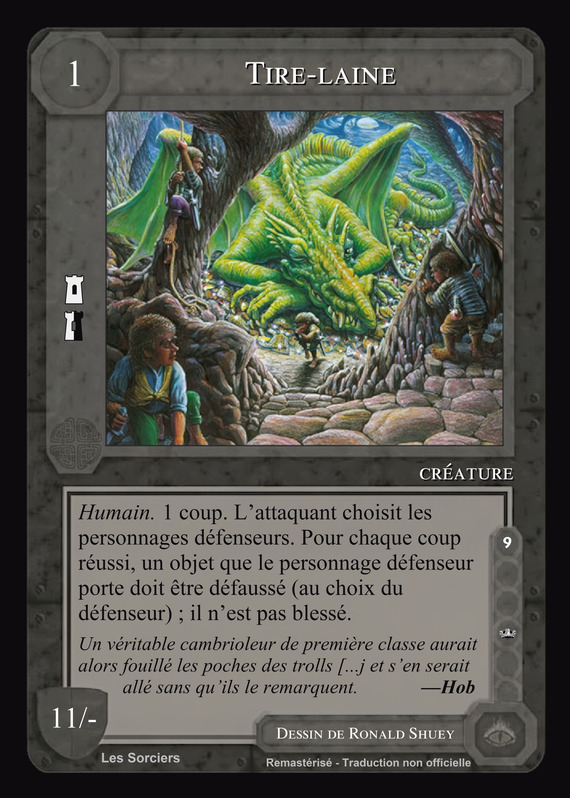 1
TIRE-LAINE
CRÉATURE
Humain. 1 coup. L’attaquant choisit les
personnages défenseurs. Pour chaque coup
réussi, un objet que le personnage défenseur
porte doit être défaussé (au choix du
défenseur) ; il n’est pas blessé.
9
Un véritable cambrioleur de première classe aurait
alors fouillé les poches des trolls [...j et s’en serait
allé sans qu’ils le remarquent. —Hob
11/-
DESSIN DE RONALD SHUEY
Les Sorciers
Remastérisé - Traduction non officielle